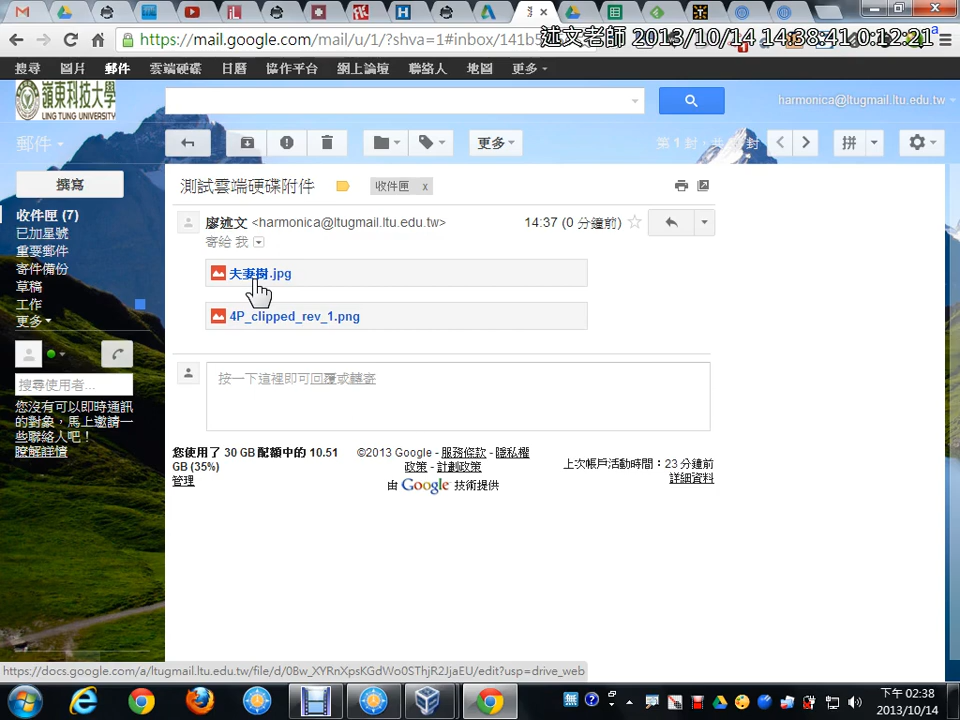 https://mail.google.com/mail/u/1/?shva=1#inbox/141b
述文老師 2013/10/14 14:38:41 0:12:21
搜尋 圖片 郵件 雲端硬碟 日曆 協作平台 網上論壇 聯絡人 地圖 更多
嶺東科技大學
LING TUNG UNIVERSITY
harmonica@ltugmail.ltu.edu.tw
郵件
更多
第 1 封，共
封
拼
撰寫
測試雲端硬碟附件
收件匣 x
收件匣 (7)
已加星號
重要郵件
寄件備份
草稿
工作
更多
廖述文 <harmonica@ltugmail.ltu.edu.tw>
14:37 (0 分鐘前)
寄給 我
夫妻樹.jpg
4P_clipped_rev_1.png
搜尋使用者...
您沒有可以即時通訊
的對象，馬上邀請一
些聯絡人吧！
瞭解詳情
按一下這裡即可回覆或轉寄
您使用了 30 GB 配額中的 10.51
GB (35%)
管理
©2013 Google - 服務條款 - 隱私權
政策 - 計劃政策
由 Google 技術提供
上次帳戶活動時間：23 分鐘前
詳細資料
https://docs.google.com/a/ltugmail.ltu.edu.tw/file/d/0Bw_XYRnXpsKGdWo0SThjR2JjaEU/edit?usp=drive_web
下午 02:38
2013/10/14